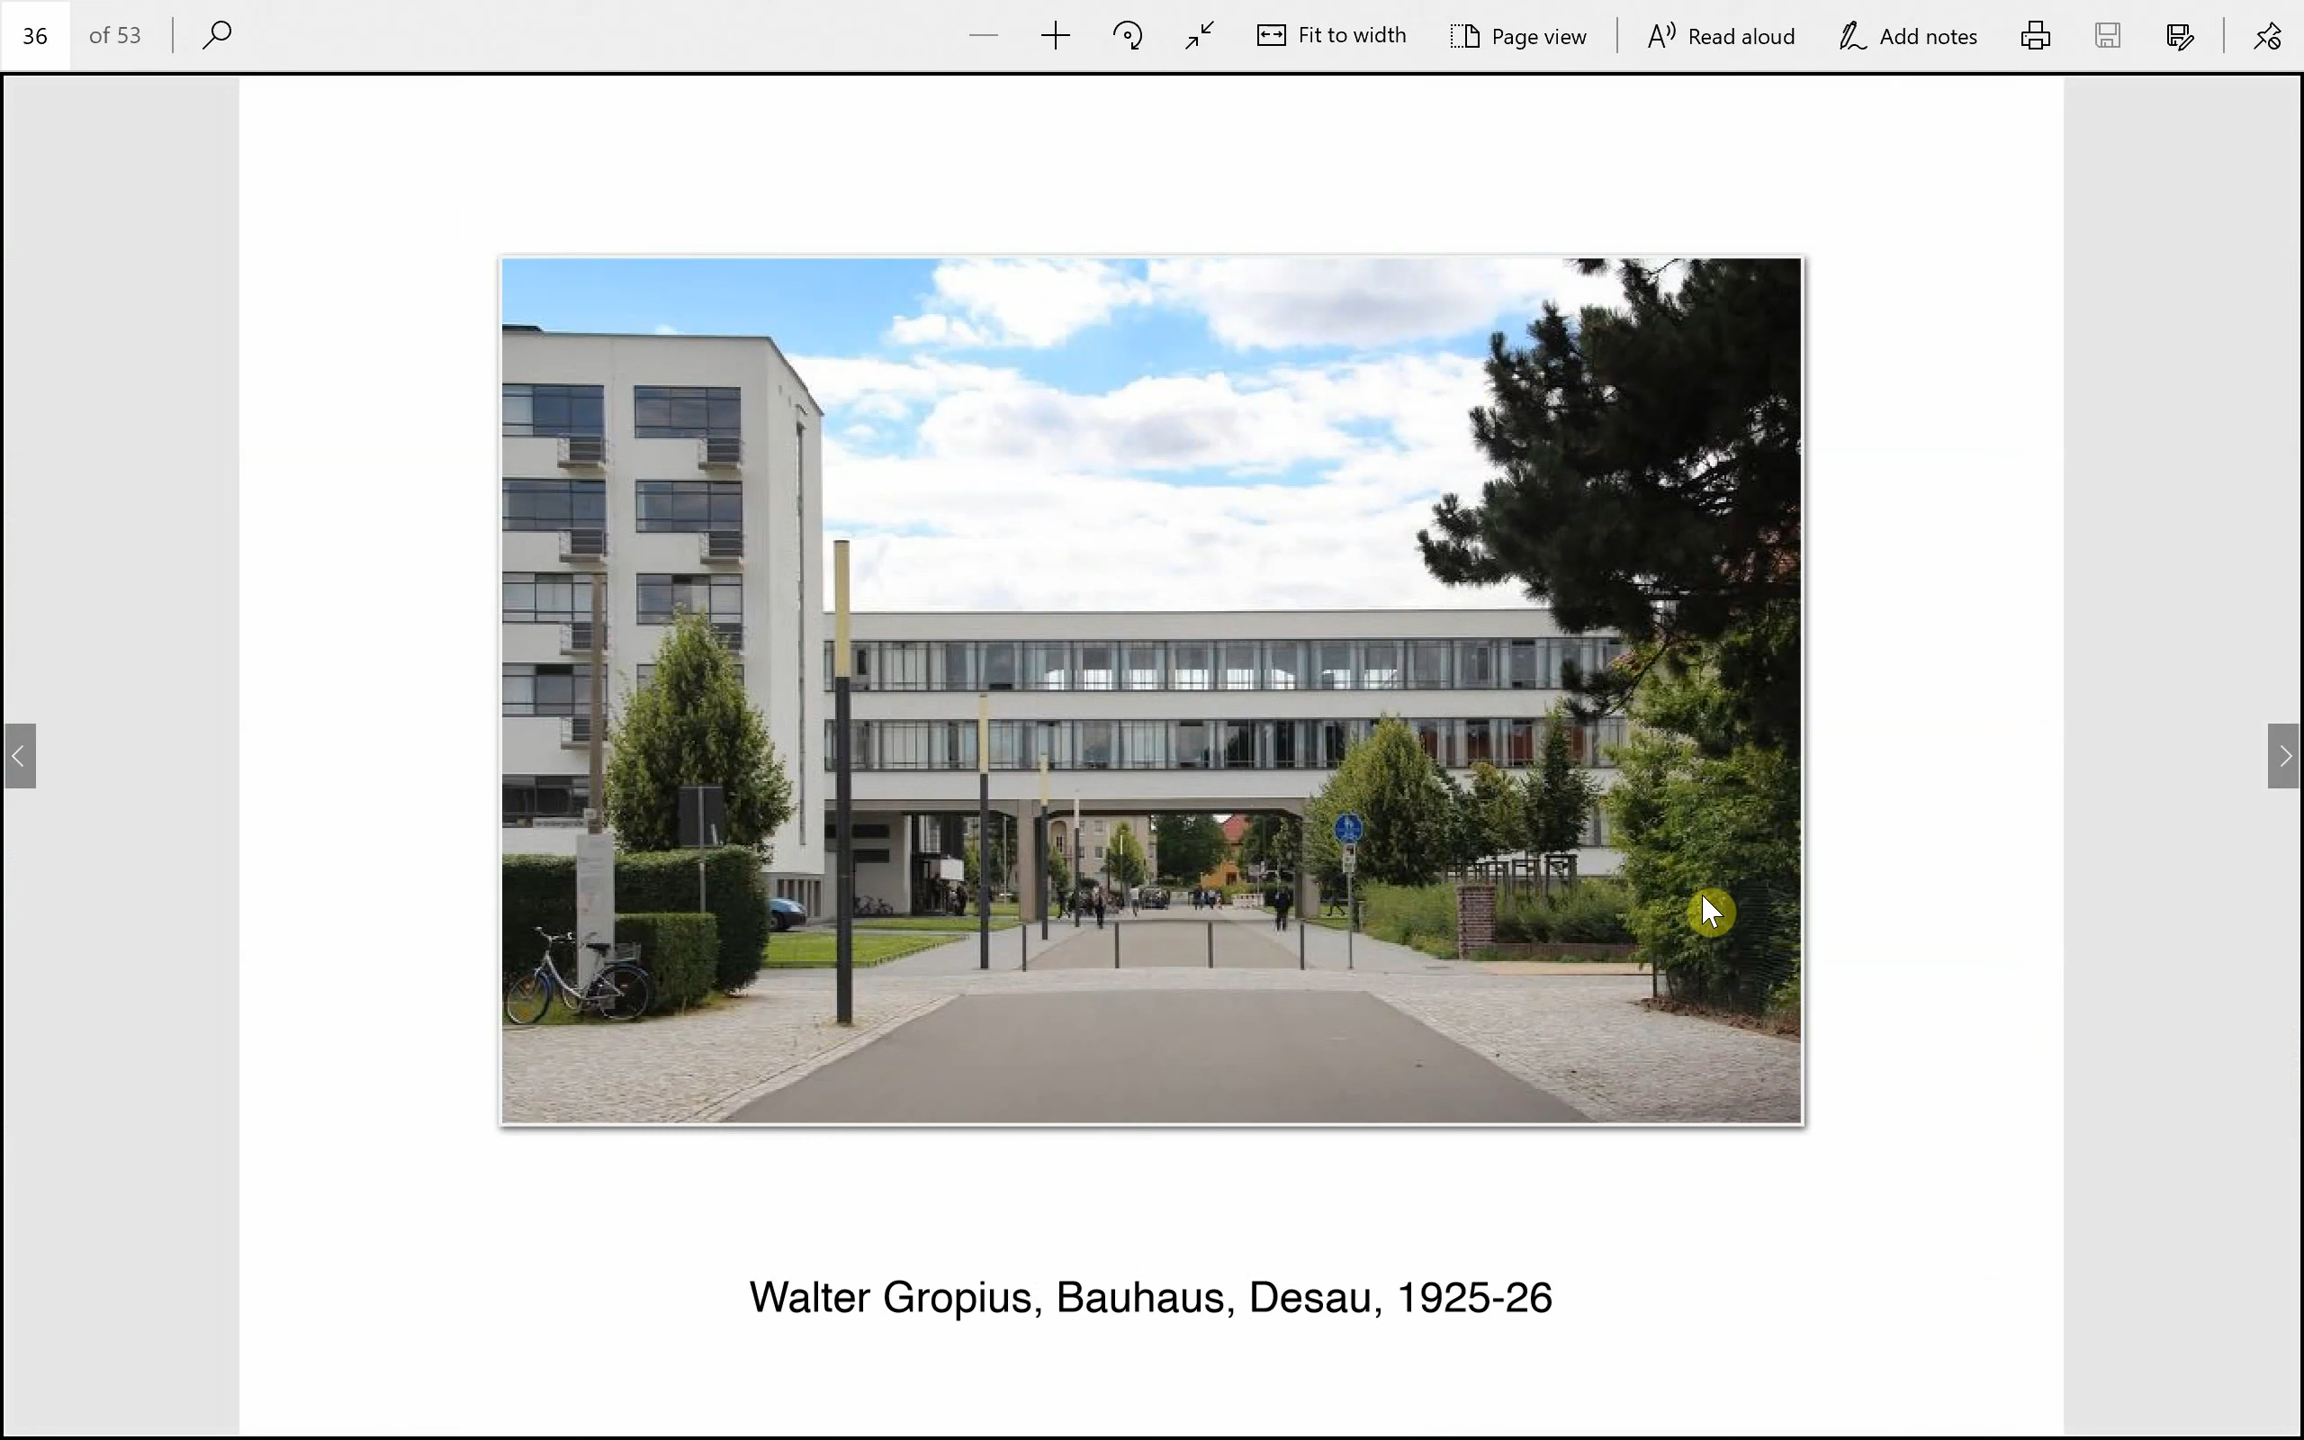 36 of 53 Fit to width Page view Read aloud Add notes
Walter Gropius, Bauhaus, Desau, 1925-26